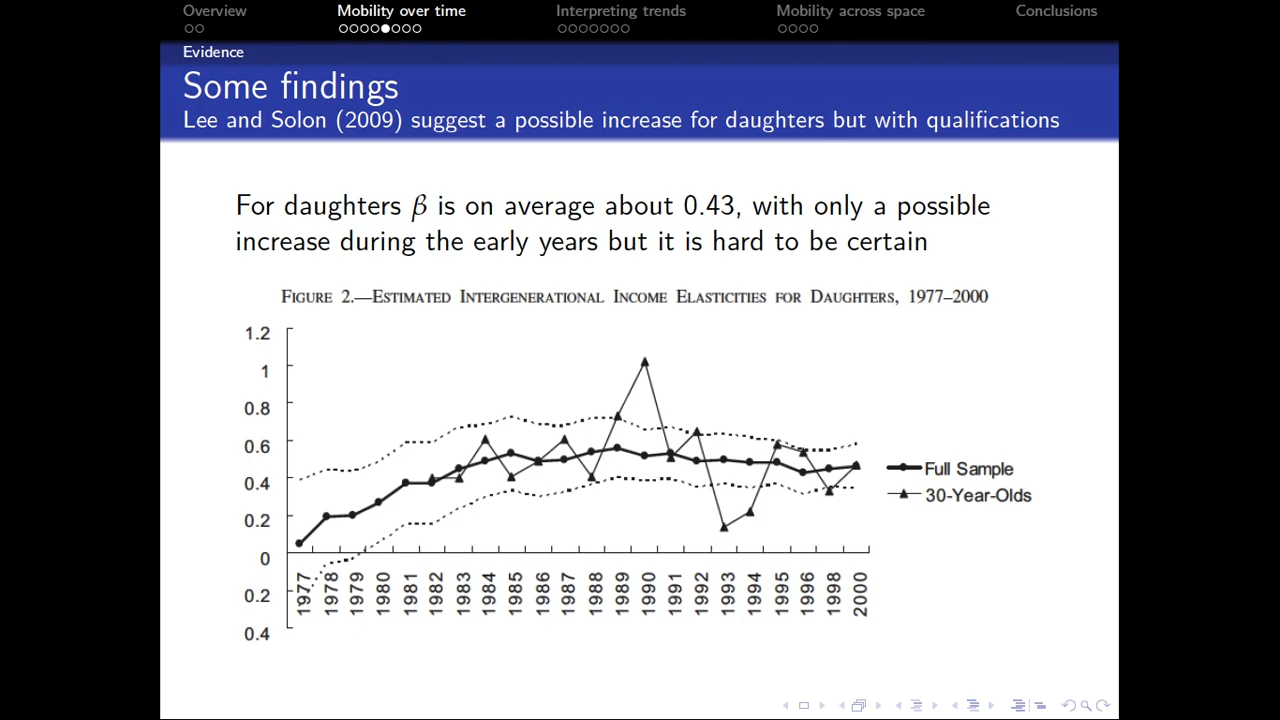 Overview Mobility over time Interpreting trends Mobility across space Conclusions
Evidence
Some findings
Lee and Solon (2009) suggest a possible increase for daughters but with qualifications
For daughters β is on average about 0.43, with only a possible
increase during the early years but it is hard to be certain
FIGURE 2.—ESTIMATED INTERGENERATIONAL INCOME ELASTICITIES FOR DAUGHTERS, 1977–2000
1.2
1
0.8
0.6
0.4
0.2
0
0.2
0.4
Full Sample
30-Year-Olds
1977 1978 1979 1980 1981 1982 1983 1984 1985 1986 1987 1988 1989 1990 1991 1992 1993 1994 1995 1996 1998 2000